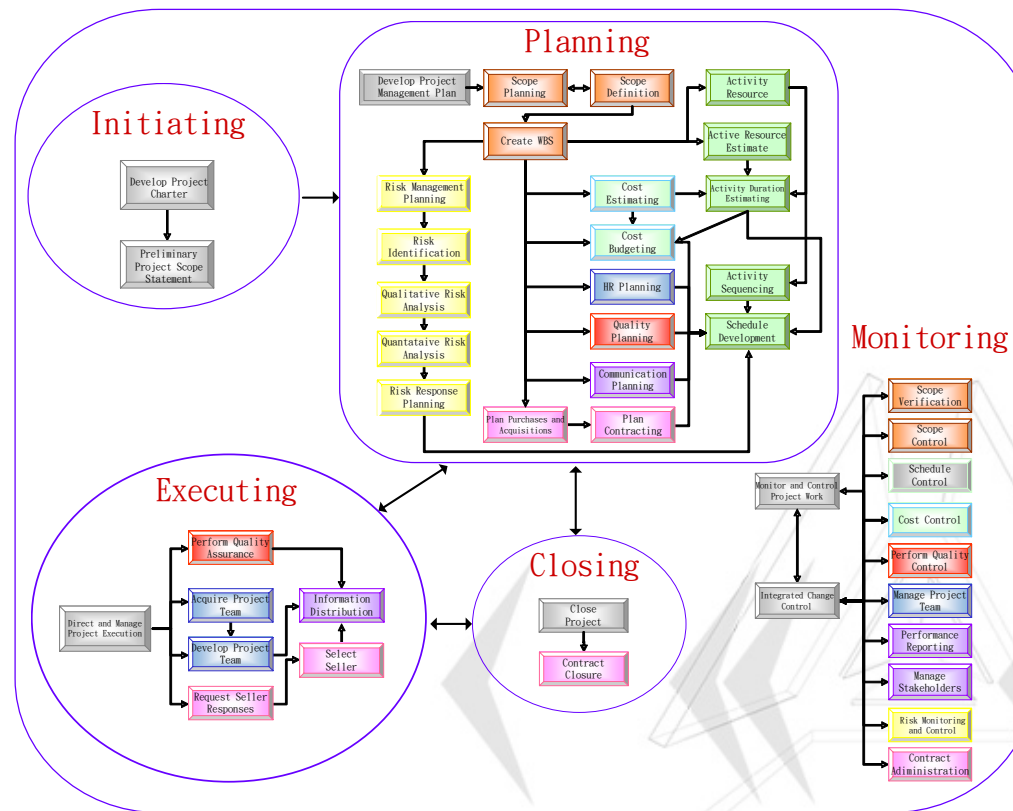 Planning
Develop Project
Management Plan
Scope
Planning
Scope
Definition
Activity
Resource
Create WBS
Active Resource
Estimate
Risk Management
Planning
Cost
Estimating
Activity Duration
Estimating
Risk
Identification
Cost
Budgeting
Qualitative Risk
Analysis
HR Planning
Activity
Sequencing
Quantataive Risk
Analysis
Quality
Planning
Schedule
Development
Risk Response
Planning
Communication
Planning
Plan Purchases and
Acquisitions
Plan
Contracting
Initiating
Develop Project
Charter
Preliminary
Project Scope
Statement
Monitoring
Scope
Verification
Scope
Control
Monitor and Control
Project Work
Schedule
Control
Cost Control
Perform Quality
Control
Integrated Change
Control
Manage Project
Team
Performance
Reporting
Manage
Stakeholders
Risk Monitoring
and Control
Contract
Adiministration
Executing
Perform Quality
Assurance
Direct and Manage
Project Execution
Acquire Project
Team
Information
Distribution
Develop Project
Team
Select
Seller
Request Seller
Responses
Closing
Close
Project
Contract
Closure